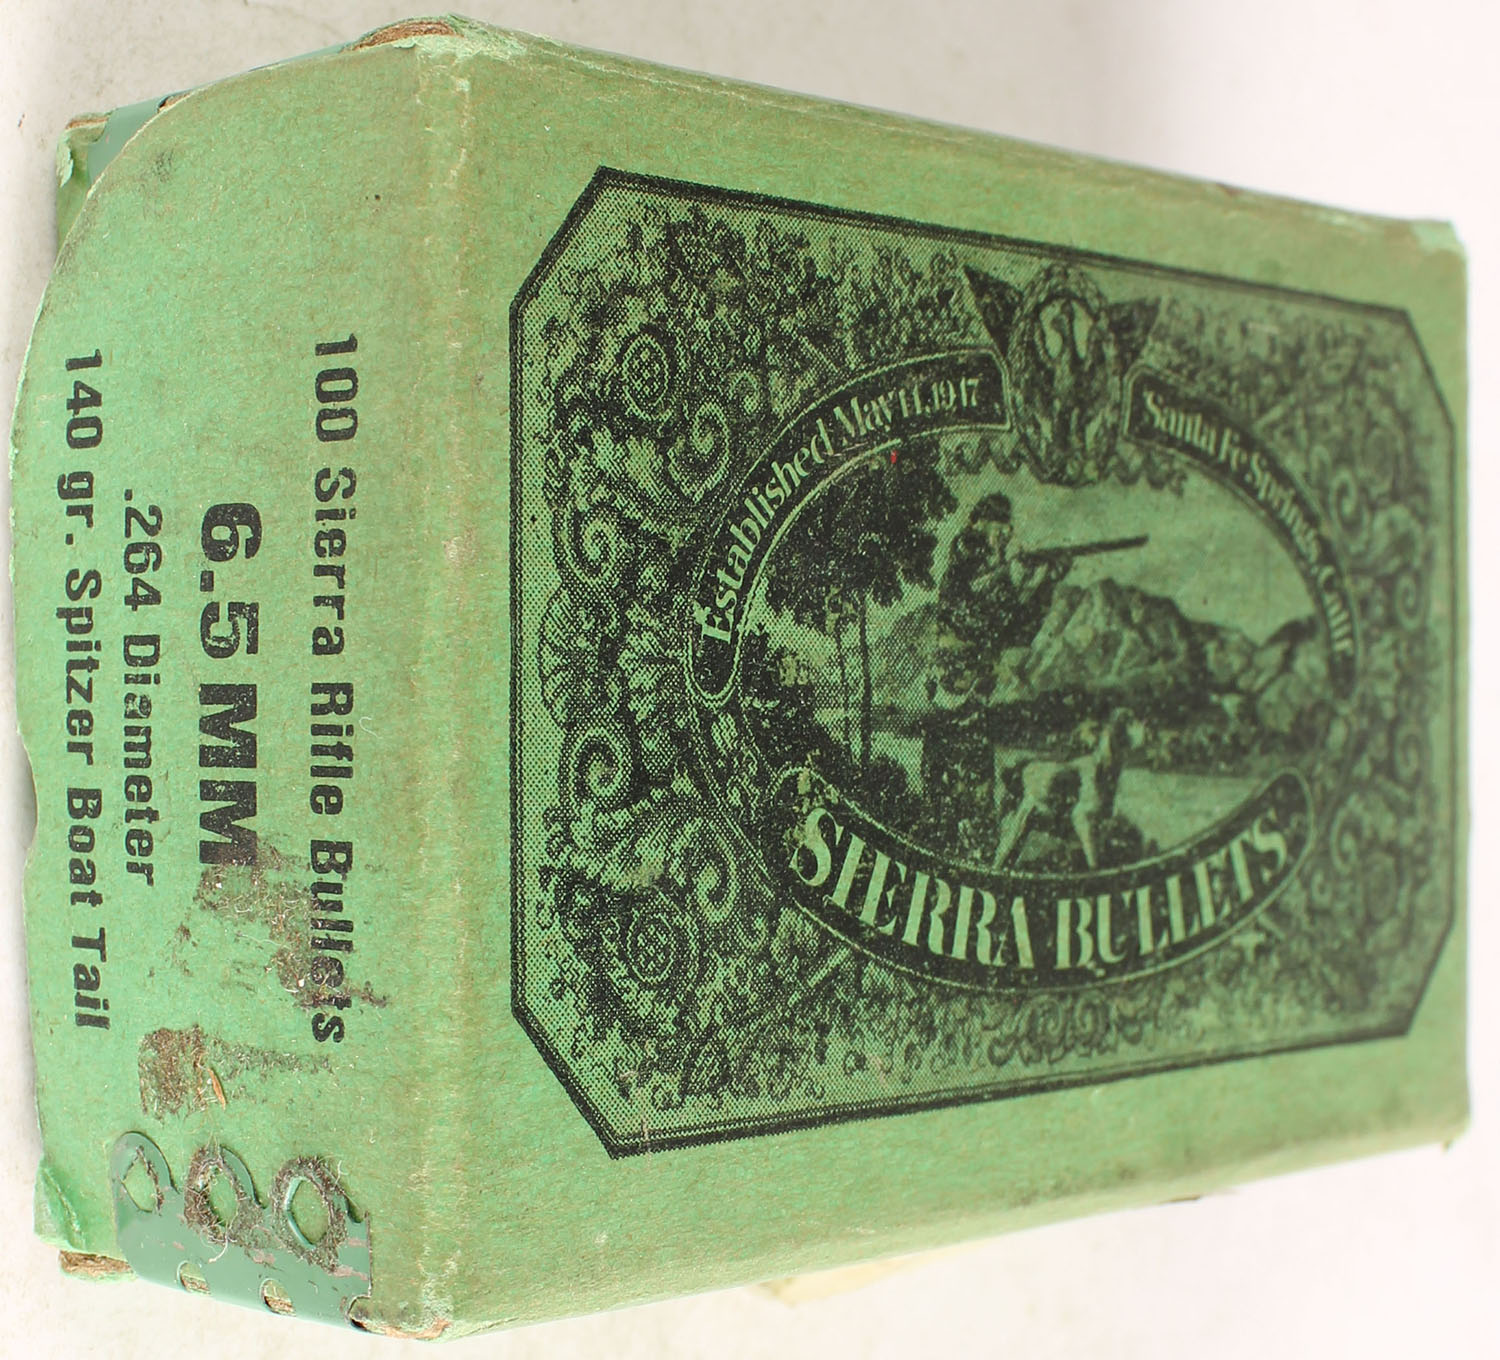 100 Sierra Rifle Bullets
6.5 MM
.264 Diameter
140 gr. Spitzer Boat Tail
Established May 11, 1947
Santa Fe Springs, Calif.
SIERRA BULLETS